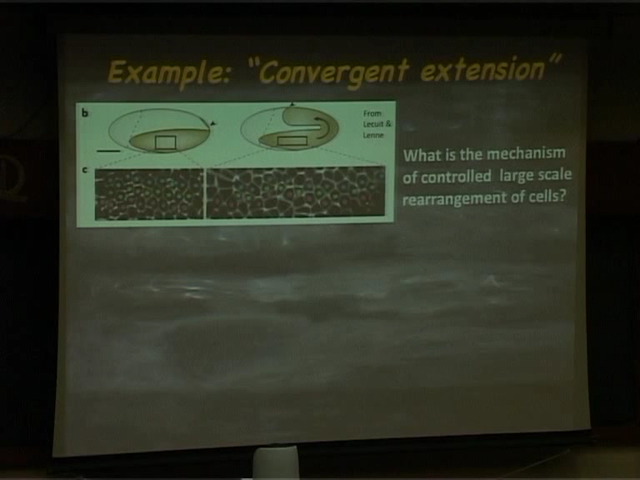 Example: "Convergent extension"
b
From
Lecuit &
Lenne
c
What is the mechanism
of controlled large scale
rearrangement of cells?